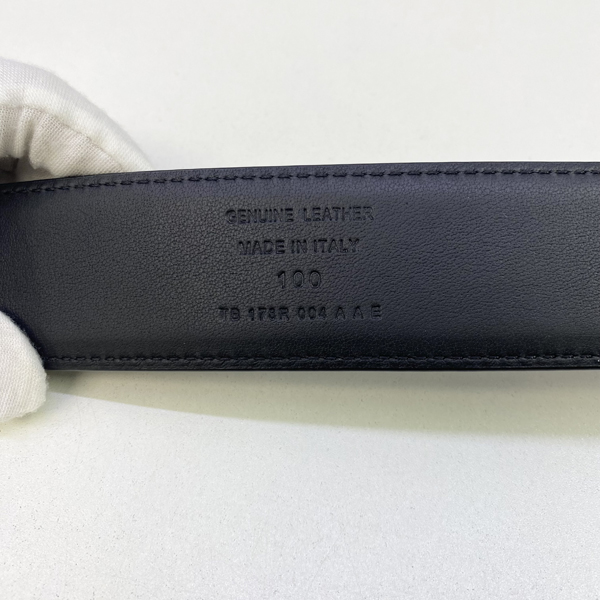 GENUINE LEATHER
MADE IN ITALY
100
TB 173R 004 A A E